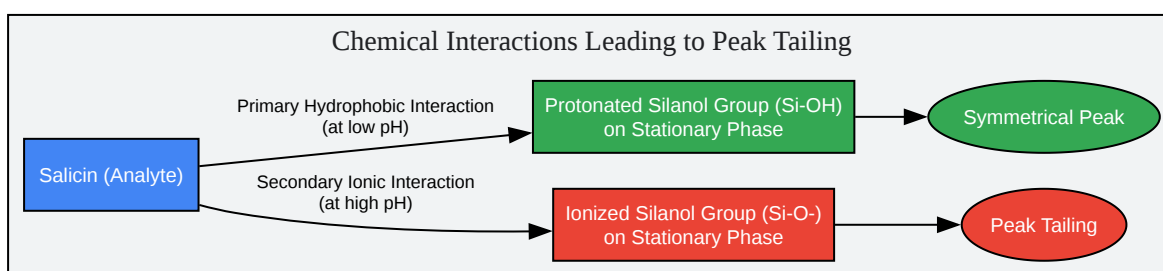 Chemical Interactions Leading to Peak Tailing
Primary Hydrophobic Interaction
(at low pH)
Protonated Silanol Group (Si-OH)
on Stationary Phase
Symmetrical Peak
Salicin (Analyte)
Secondary Ionic Interaction
(at high pH)
Ionized Silanol Group (Si-O-)
on Stationary Phase
Peak Tailing